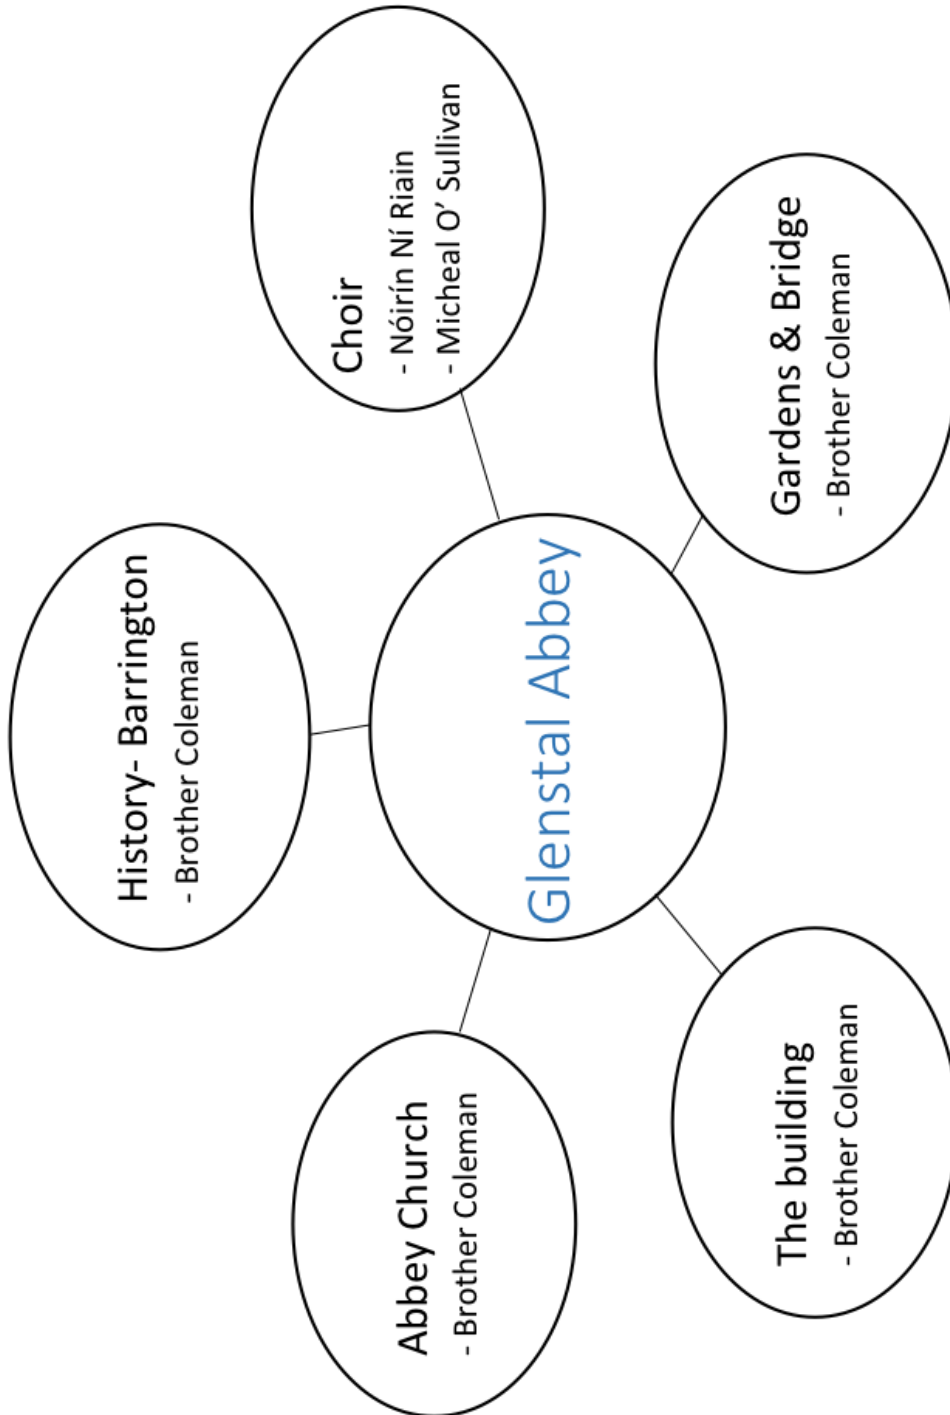 History- Barrington
- Brother Coleman
Choir
- Nóirín Ní Riain
- Micheal O’ Sullivan
Abbey Church
- Brother Coleman
Glenstal Abbey
Gardens & Bridge
- Brother Coleman
The building
- Brother Coleman